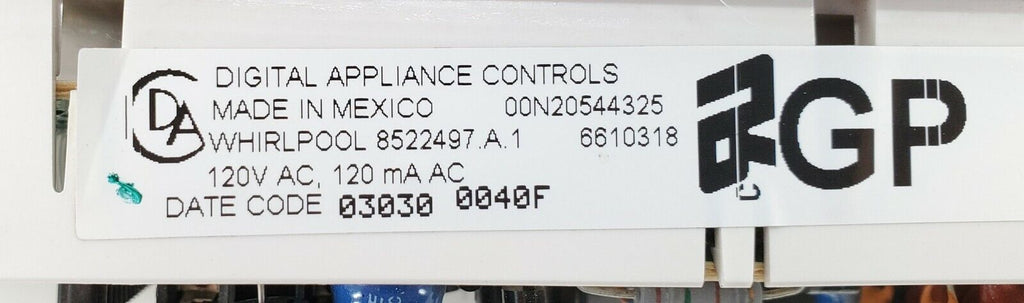 DIGITAL APPLIANCE CONTROLS
MADE IN MEXICO 00N20544325
WHIRLPOOL 8522497.A.1 6610318
120V AC, 120 mA AC
DATE CODE 03030 0040F
DA
GP
C